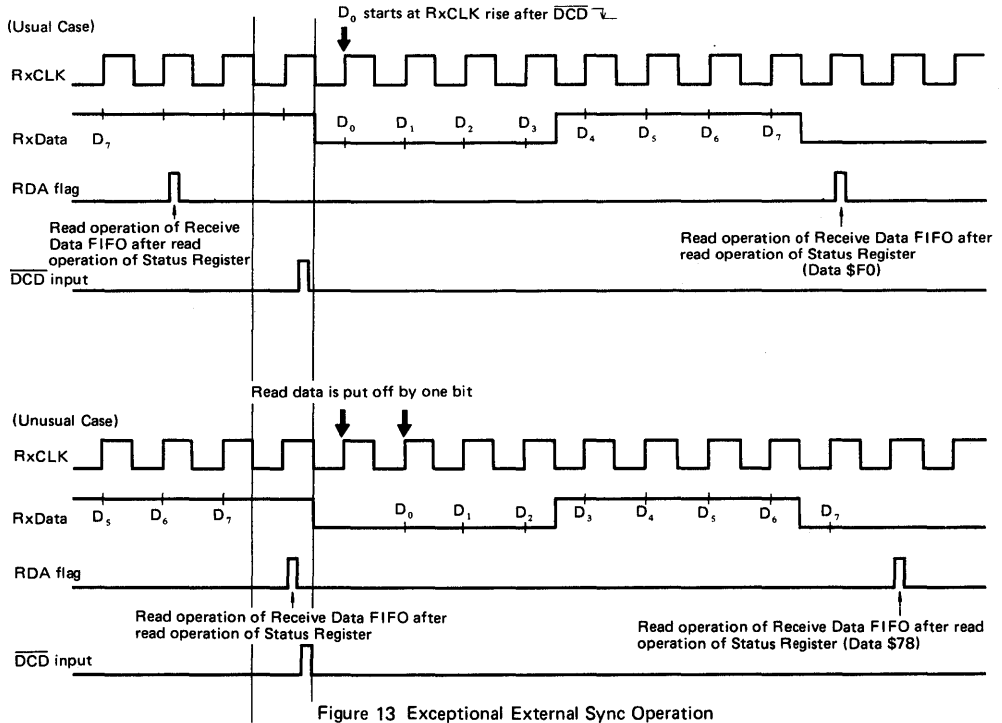 D₀ starts at RxCLK rise after DCD
(Usual Case)
RxCLK
RxData
D₇ D₀ D₁ D₂ D₃ D₄ D₅ D₆ D₇
RDA flag
Read operation of Receive
Data FIFO after read
operation of Status Register
Read operation of Receive Data FIFO after
read operation of Status Register
(Data $F0)
DCD input
Read data is put off by one bit
(Unusual Case)
RxCLK
RxData
D₅ D₆ D₇ D₀ D₁ D₂ D₃ D₄ D₅ D₆ D₇
RDA flag
Read operation of Receive Data FIFO after
read operation of Status Register
Read operation of Receive Data FIFO after read
operation of Status Register (Data $78)
DCD input
Figure 13 Exceptional External Sync Operation